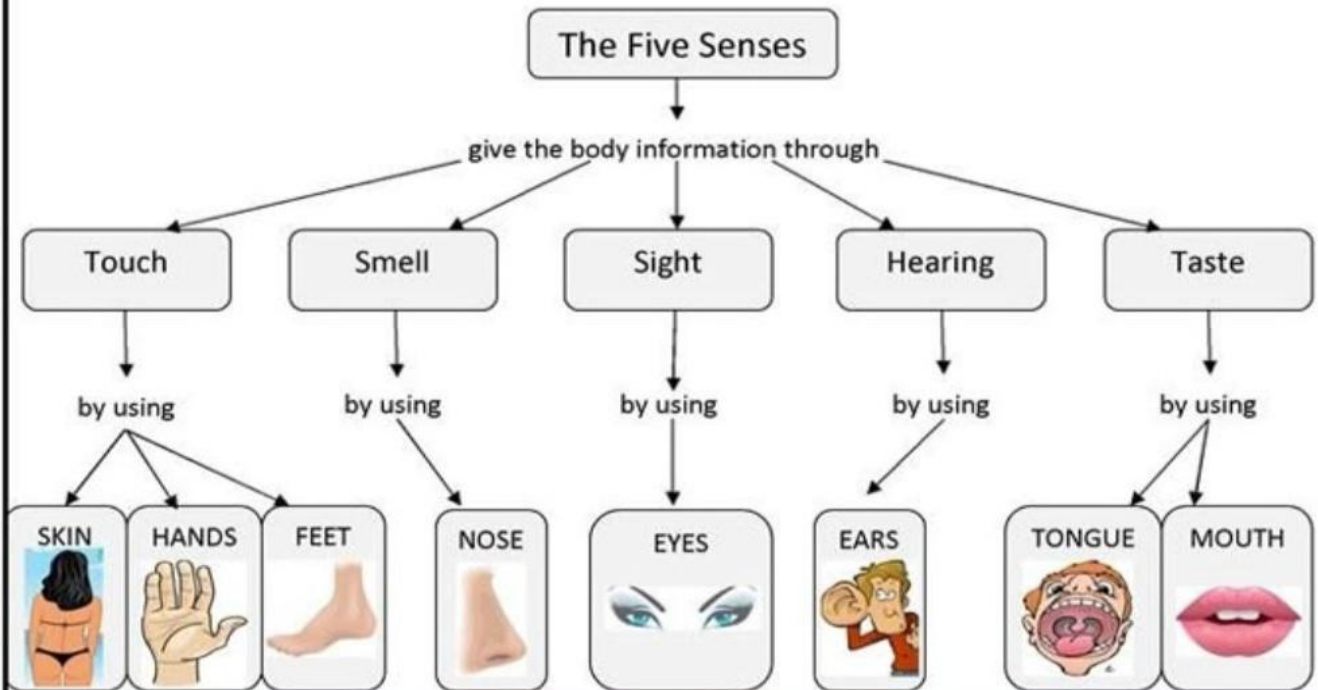 The Five Senses
give the body information through
Touch
Smell
Sight
Hearing
Taste
by using
by using
by using
by using
by using
SKIN
HANDS
FEET
NOSE
EYES
EARS
TONGUE
MOUTH